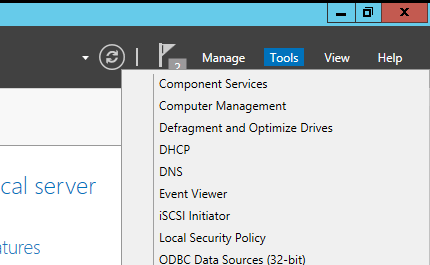 2
Manage Tools View Help
Component Services
Computer Management
Defragment and Optimize Drives
DHCP
DNS
cal server
Event Viewer
iSCSI Initiator
Local Security Policy
atures
ODBC Data Sources (32-bit)